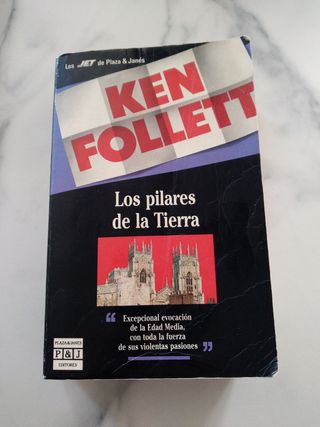 Los JET de Plaza & Janés
KEN
FOLLETT
Los pilares
de la Tierra
“ Excepcional evocación
de la Edad Media,
con toda la fuerza
de sus violentas pasiones ”
PLAZA & JANES
P & J
EDITORES